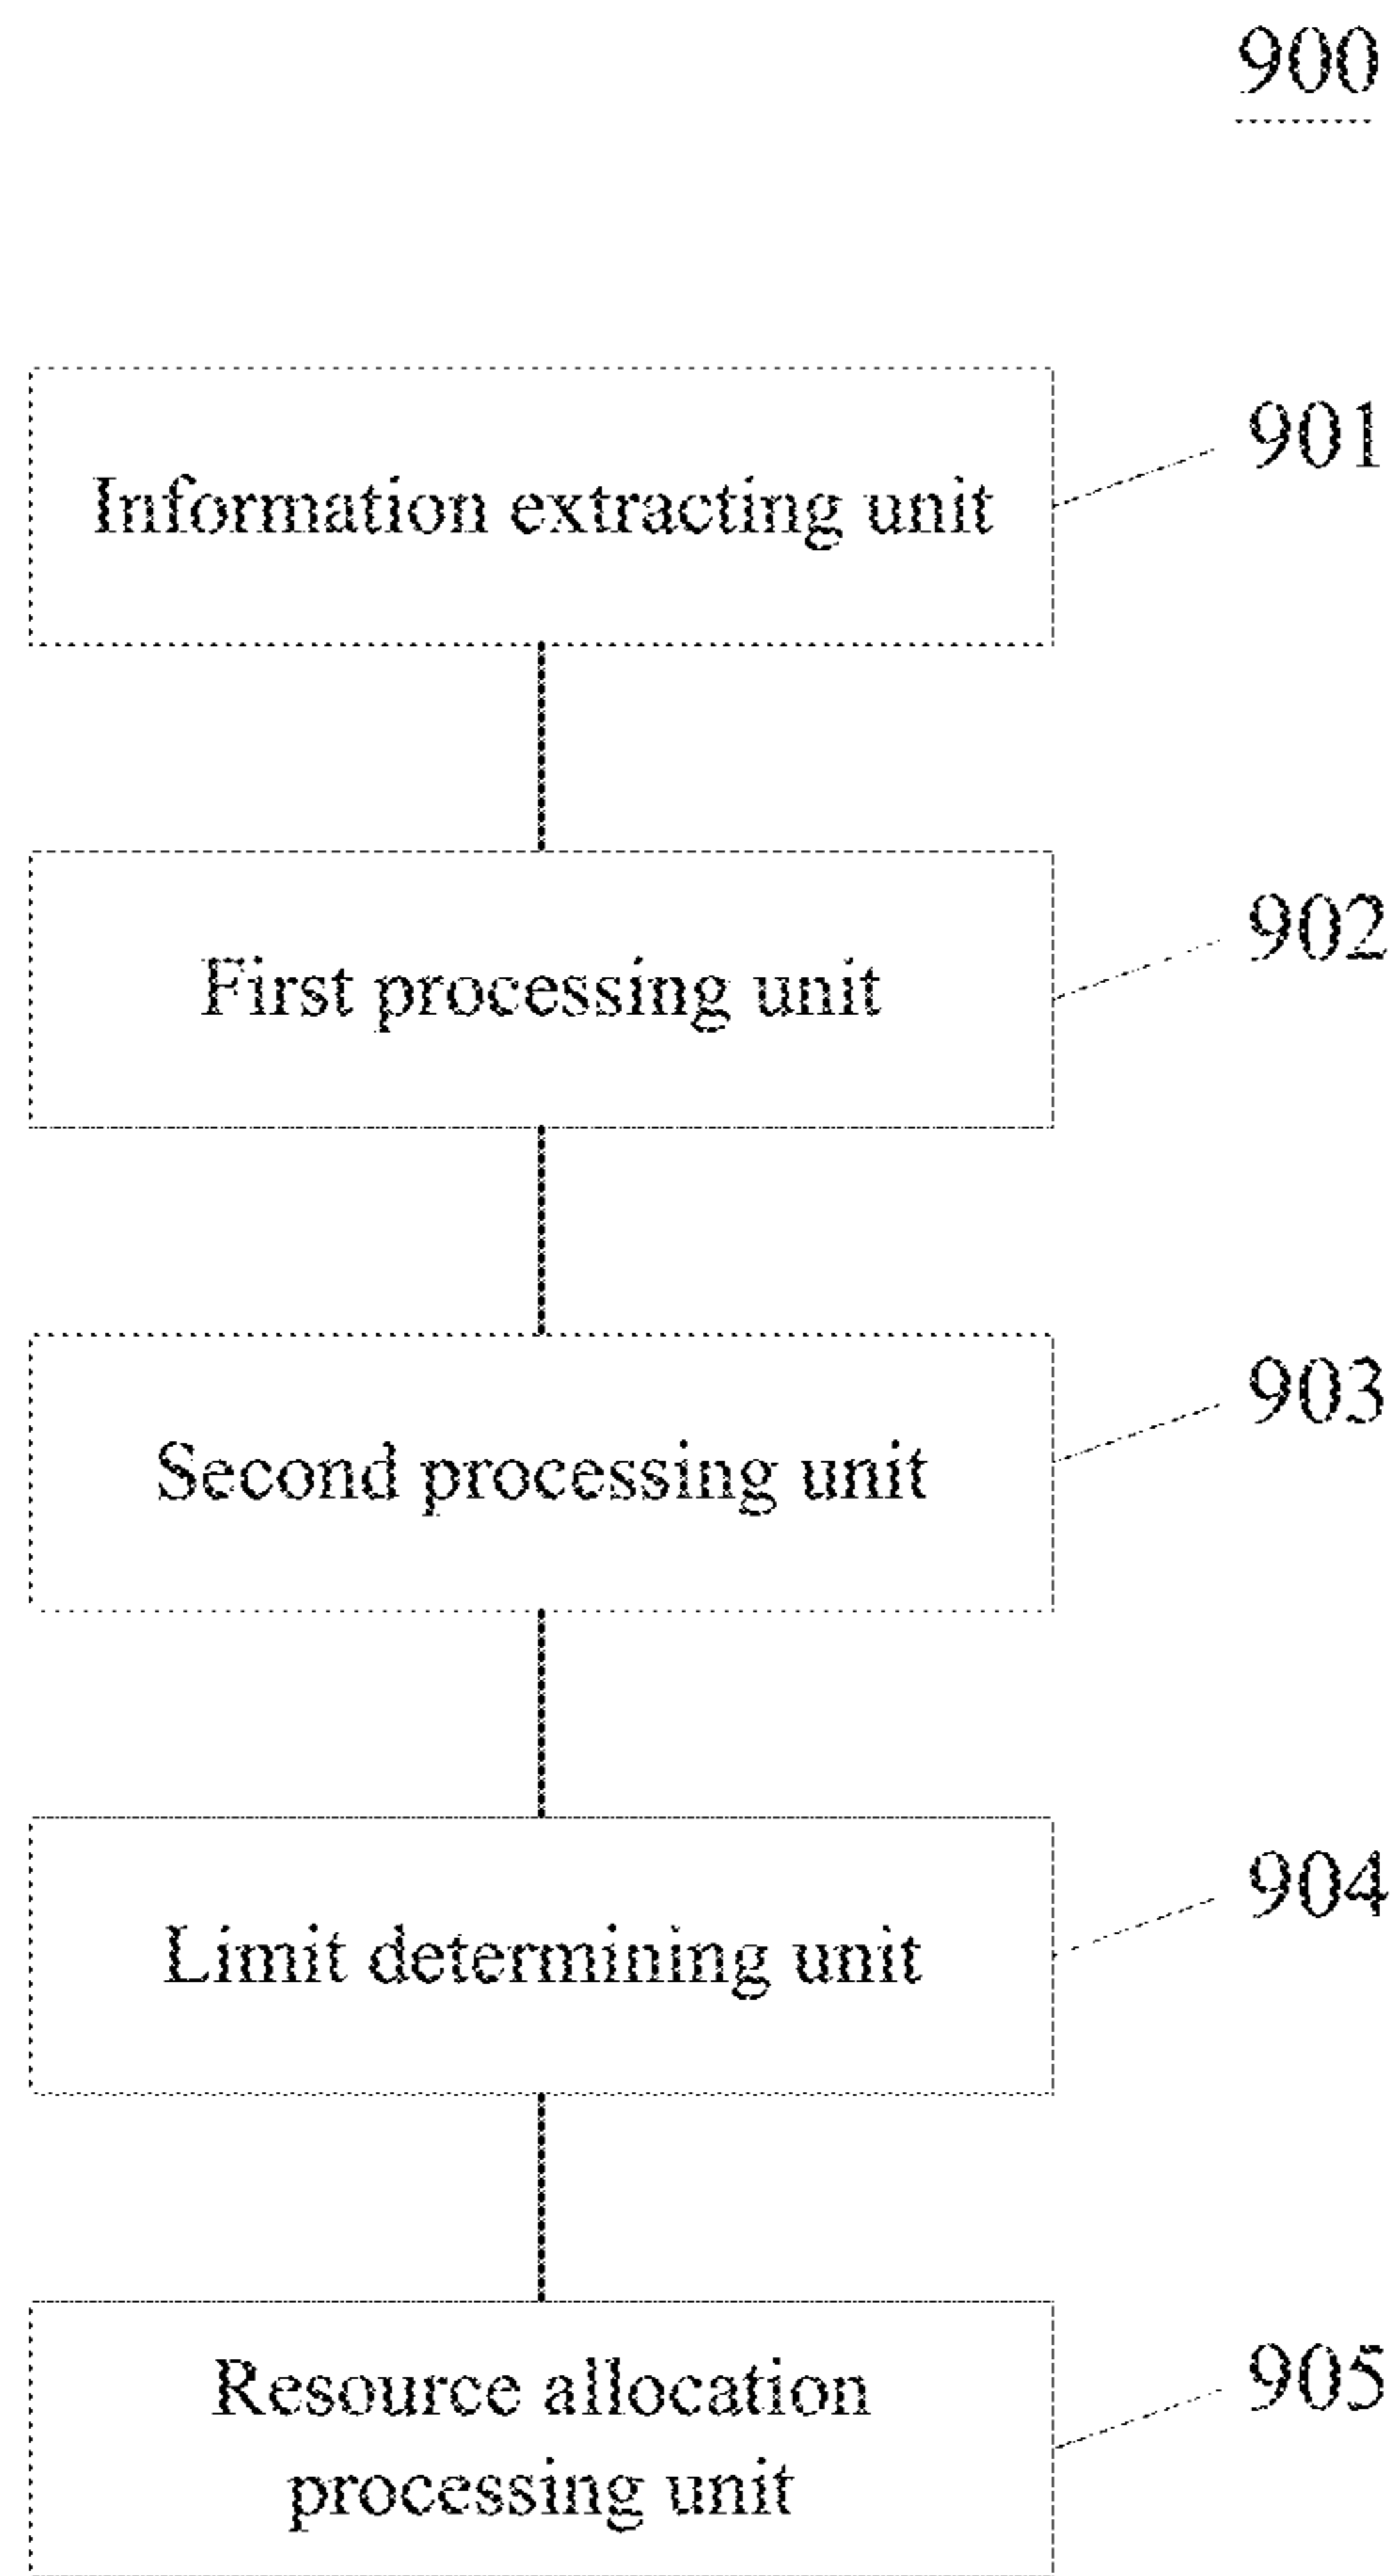 900
Information extracting unit
901
First processing unit
902
Second processing unit
903
Limit determining unit
904
Resource allocation
processing unit
905